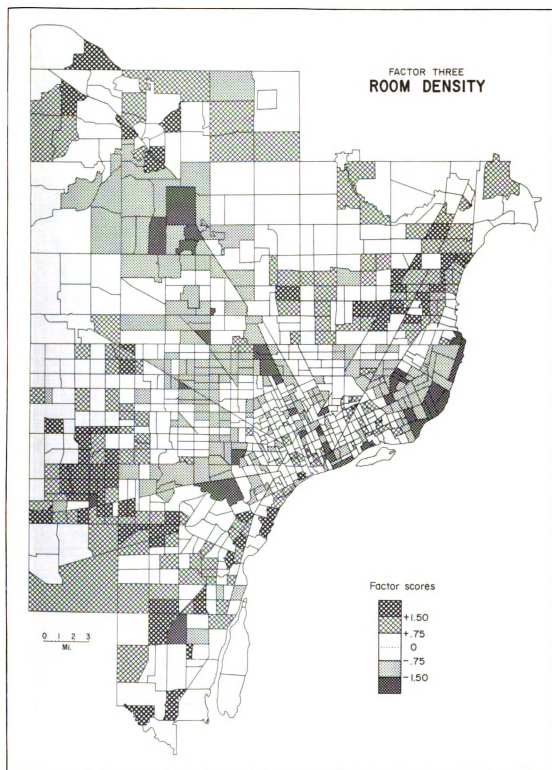 FACTOR THREE
ROOM DENSITY
0 1 2 3
Mi.
Factor scores
+1.50
+.75
0
-.75
-1.50